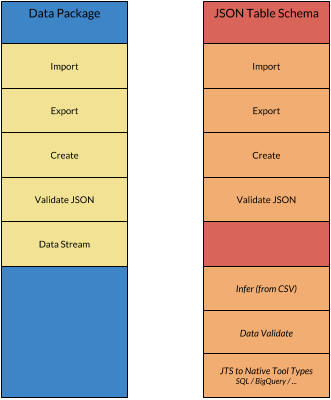 Data Package
Import
Export
Create
Validate JSON
Data Stream
JSON Table Schema
Import
Export
Create
Validate JSON
Infer (from CSV)
Data Validate
JTS to Native Tool Types
SQL / BigQuery / ...